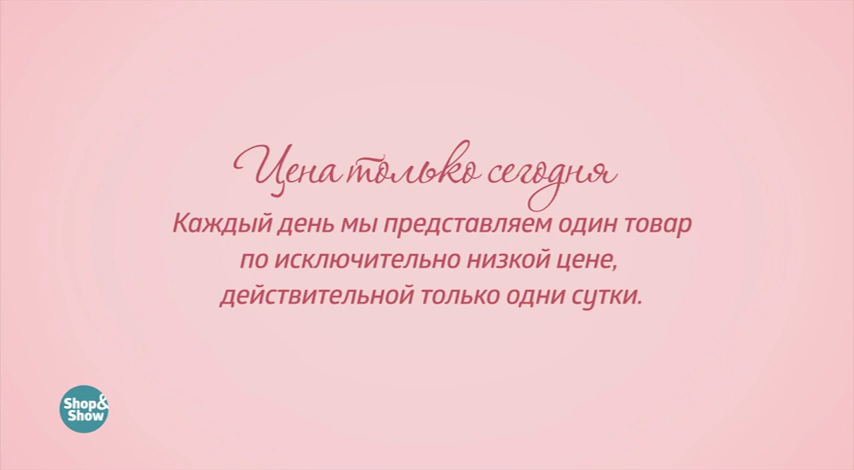 Цена только сегодня
Каждый день мы представляем один товар
по исключительно низкой цене,
действительной только одни сутки.
Shop&
Show